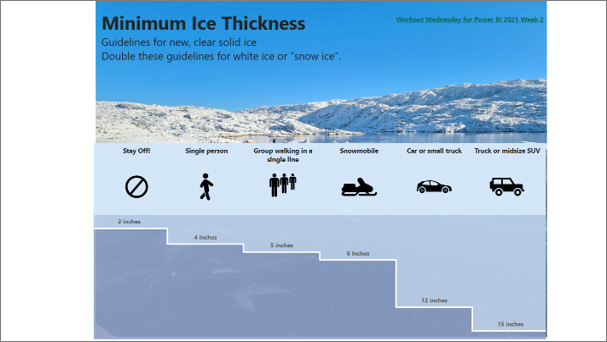 Minimum Ice Thickness
Workout Wednesday for Power BI 2025 Week 2
Guidelines for new, clear solid ice
Double these guidelines for white ice or "snow ice".
Stay Off!
Single person
Group walking in a
single line
Snowmobile
Car or small truck
Truck or midsize SUV
2 inches
4 inches
5 inches
6 inches
12 inches
15 inches